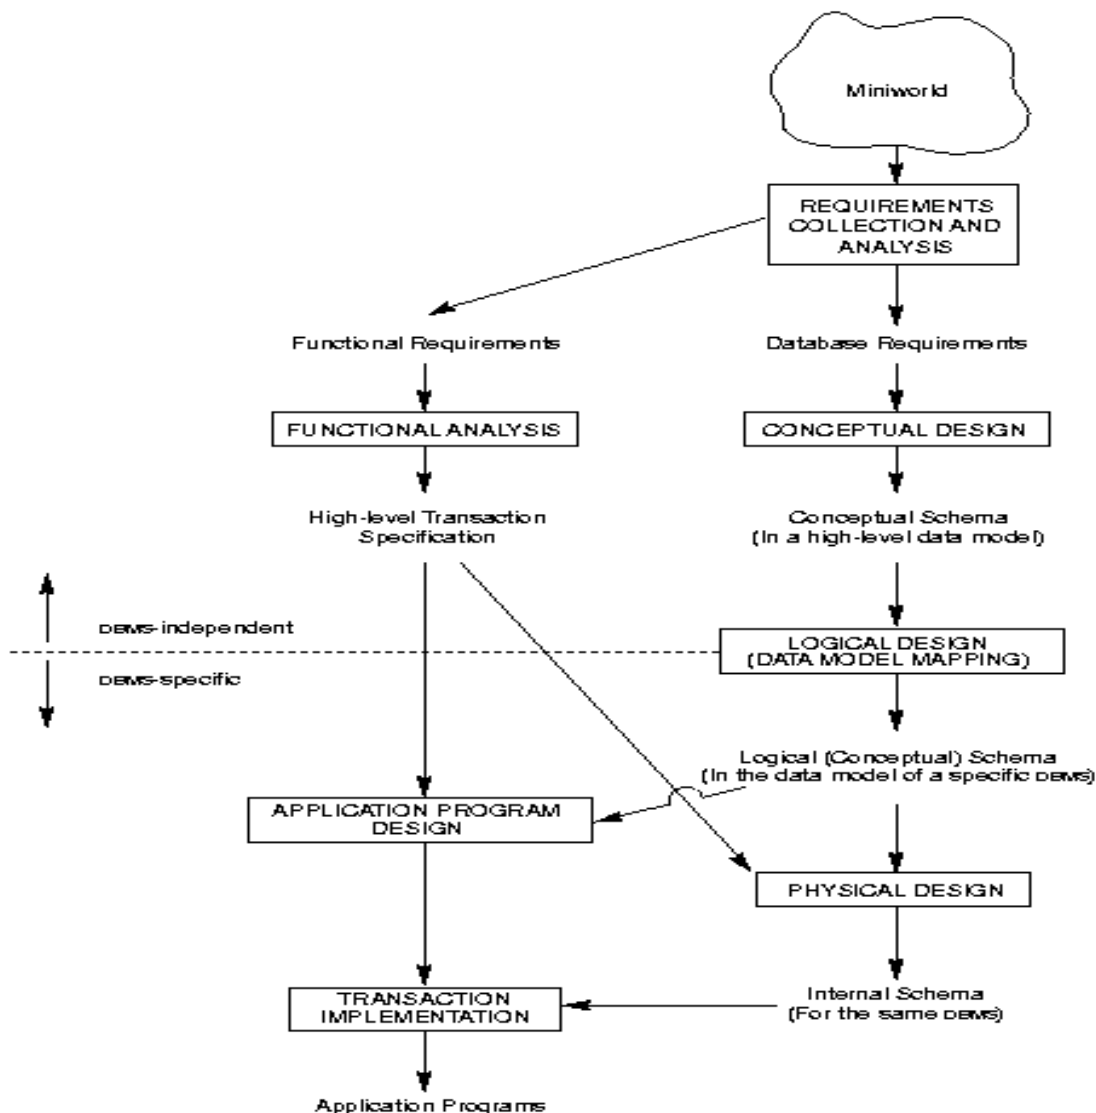 Miniworld
REQUIREMENTS
COLLECTION AND
ANALYSIS
Functional Requirements
Database Requirements
FUNCTIONAL ANALYSIS
CONCEPTUAL DESIGN
High-level Transaction
Specification
Conceptual Schema
(In a high-level data model)
DBMS-independent
LOGICAL DESIGN
(DATA MODEL MAPPING)
DBMS-specific
Logical (Conceptual) Schema
(In the data model of a specific DBMS)
APPLICATION PROGRAM
DESIGN
PHYSICAL DESIGN
TRANSACTION
IMPLEMENTATION
Internal Schema
(For the same DBMS)
Application Programs